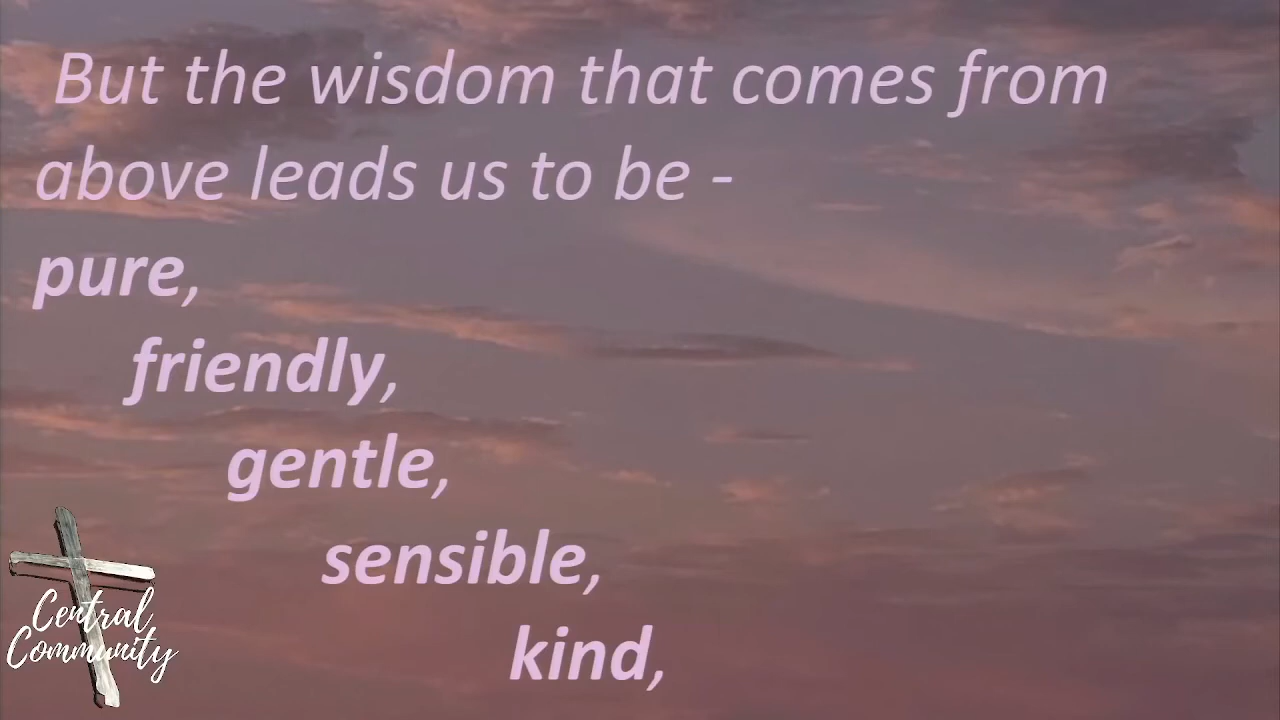 But the wisdom that comes from
above leads us to be -
pure,
friendly,
gentle,
sensible,
kind,
Central
Community